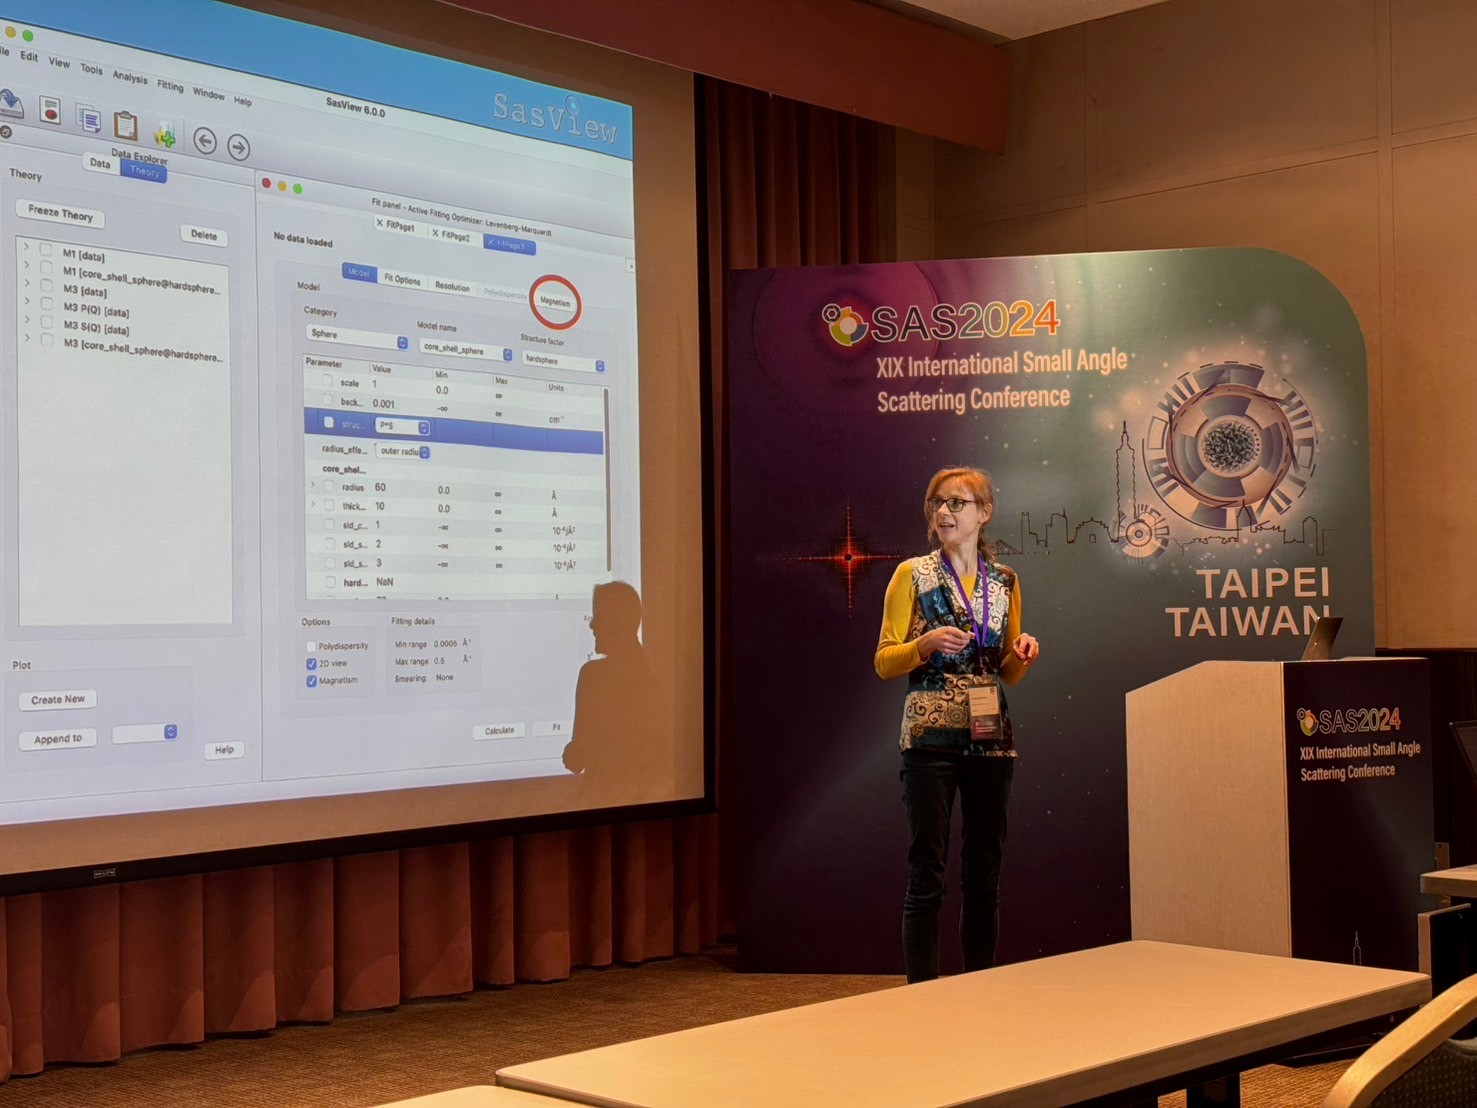 File Edit View Tools Analysis Fitting Window Help
SasView 6.0.0
SasView
Data Explorer
Data Theory
Theory
Freeze Theory
Delete
M1 [data]
M1 [core_shell_sphere@hardsphere...
M3 [data]
M3 P(Q) [data]
M3 S(Q) [data]
M3 [core_shell_sphere@hardsphere...
Plot
Create New
Append to
Help
Fit panel - Active Fitting Optimizer: Levenberg-Marquardt
X FitPage1 X FitPage2 X FitPage3
No data loaded
Model Fit Options Resolution Polydispersity Magnetism
Model
Category Model name Structure factor
Sphere core_shell_sphere hardsphere
Parameter Value Min Max Units
scale 1 0.0 ∞
back... 0.001 -∞ ∞ cm⁻¹
struc... P*S
radius_effe... outer radiu
core_shel...
radius 60 0.0 ∞ Å
thick... 10 0.0 ∞ Å
sld_c... 1 -∞ ∞ 10⁻⁶/Å²
sld_s... 2 -∞ ∞ 10⁻⁶/Å²
sld_s... 3 -∞ ∞ 10⁻⁶/Å²
hard... NaN
Options
Polydispersity
2D view
Magnetism
Fitting details
Min range 0.0005 Å⁻¹
Max range 0.5 Å⁻¹
Smearing: None
Calculate Fit
SAS2024
XIX International Small Angle
Scattering Conference
TAIPEI
TAIWAN
SAS2024
XIX International Small Angle
Scattering Conference